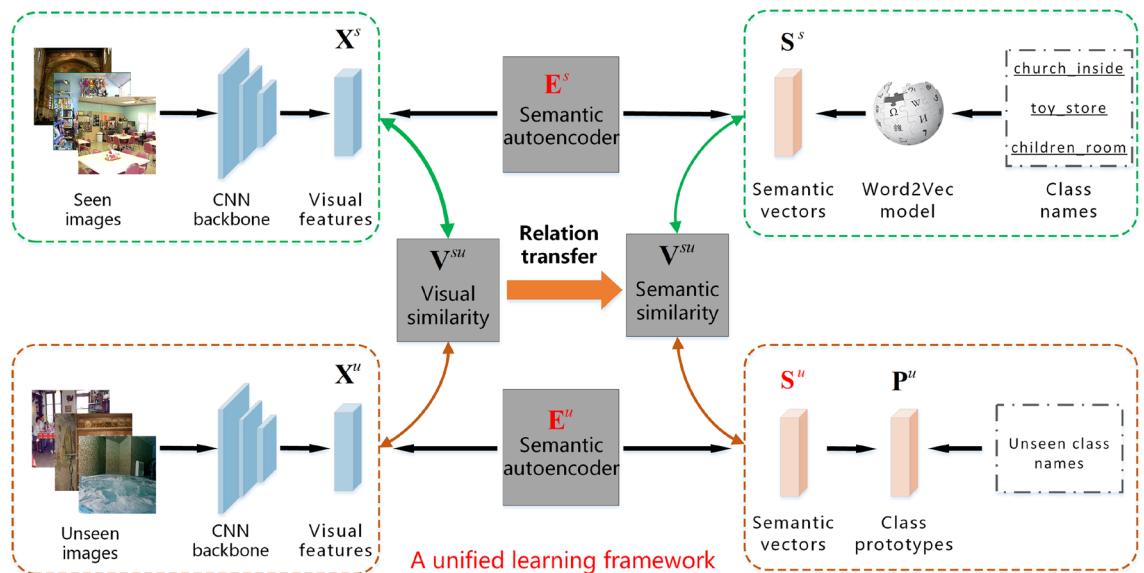 X^s
Seen
images
CNN
backbone
Visual
features
E^s
Semantic
autoencoder
S^s
church_inside
toy_store
children_room
Semantic
vectors
Word2Vec
model
Class
names
V^su
Visual
similarity
Relation
transfer
V^su
Semantic
similarity
X^u
Unseen
images
CNN
backbone
Visual
features
E^u
Semantic
autoencoder
S^u
P^u
Unseen class
names
Semantic
vectors
Class
prototypes
A unified learning framework